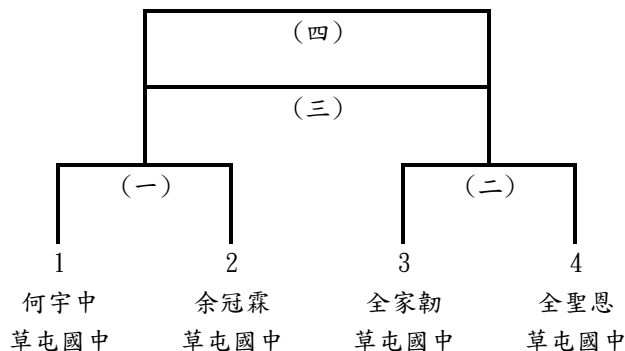 (四)
(三)
(一) (二)
1 2 3 4
何宇中 余冠霖 全家韌 全聖恩
草屯國中 草屯國中 草屯國中 草屯國中